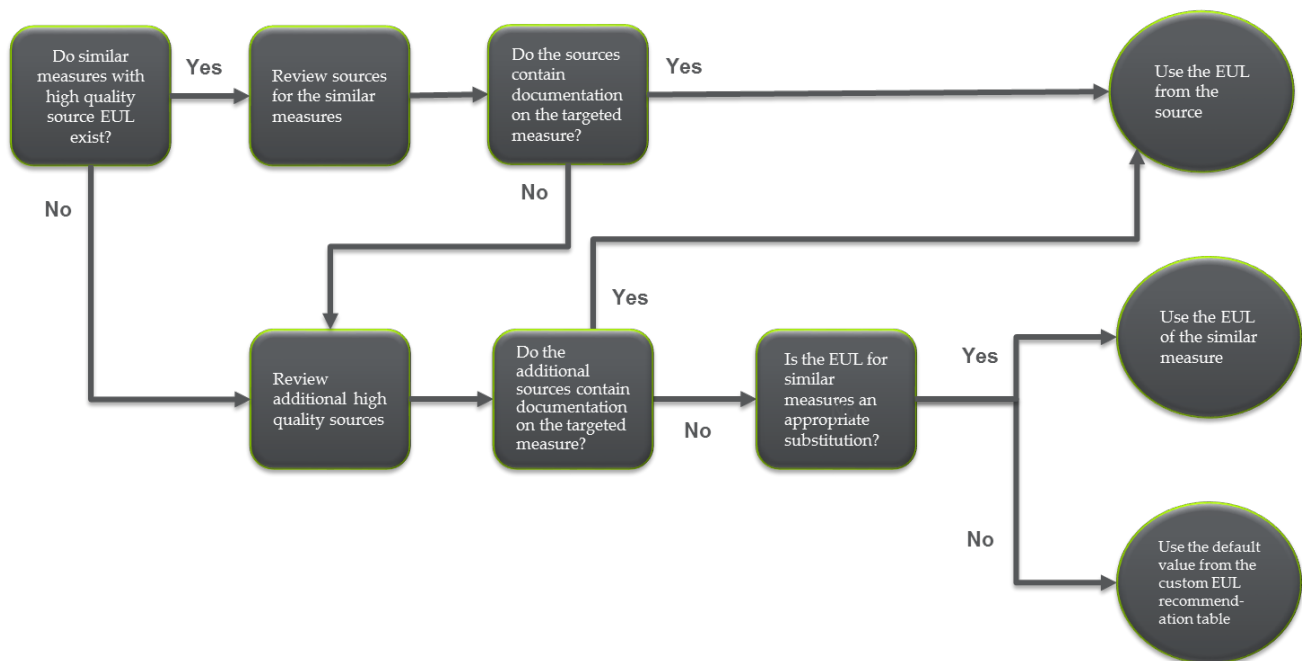 Do similar
measures with
high quality
source EUL
exist?
Yes
Review sources
for the similar
measures
Do the sources
contain
documentation
on the targeted
measure?
Yes
Use the EUL
from the
source
No
No
Yes
Review
additional high
quality sources
Do the
additional
sources contain
documentation
on the targeted
measure?
No
Is the EUL for
similar
measures an
appropriate
substitution?
Yes
Use the EUL
of the similar
measure
No
Use the default
value from the
custom EUL
recommend-
ation table